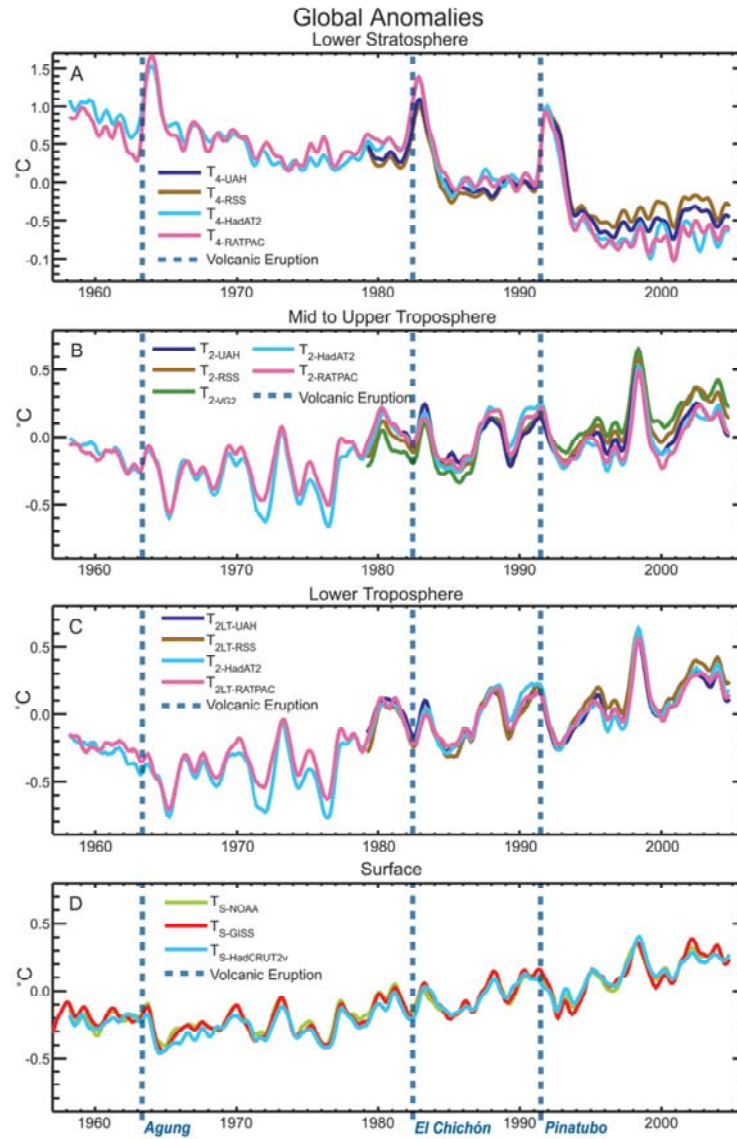 Global Anomalies
Lower Stratosphere
A
1.5
1.0
0.5
0.0
-0.5
-0.1
°C
T4-UAH
T4-RSS
T4-HadAT2
T4-RATPAC
Volcanic Eruption
1960 1970 1980 1990 2000
Mid to Upper Troposphere
B
0.5
0.0
-0.5
°C
T2-UAH T2-HadAT2
T2-RSS T2-RATPAC
T2-VG2 Volcanic Eruption
1960 1970 1980 1990 2000
Lower Troposphere
C
0.5
0.0
-0.5
°C
T2LT-UAH
T2LT-RSS
T2-HadAT2
T2LT-RATPAC
Volcanic Eruption
1960 1970 1980 1990 2000
Surface
D
0.5
0.0
-0.5
°C
TS-NOAA
TS-GISS
TS-HadCRUT2v
Volcanic Eruption
1960 1970 1980 1990 2000
Agung El Chichón Pinatubo